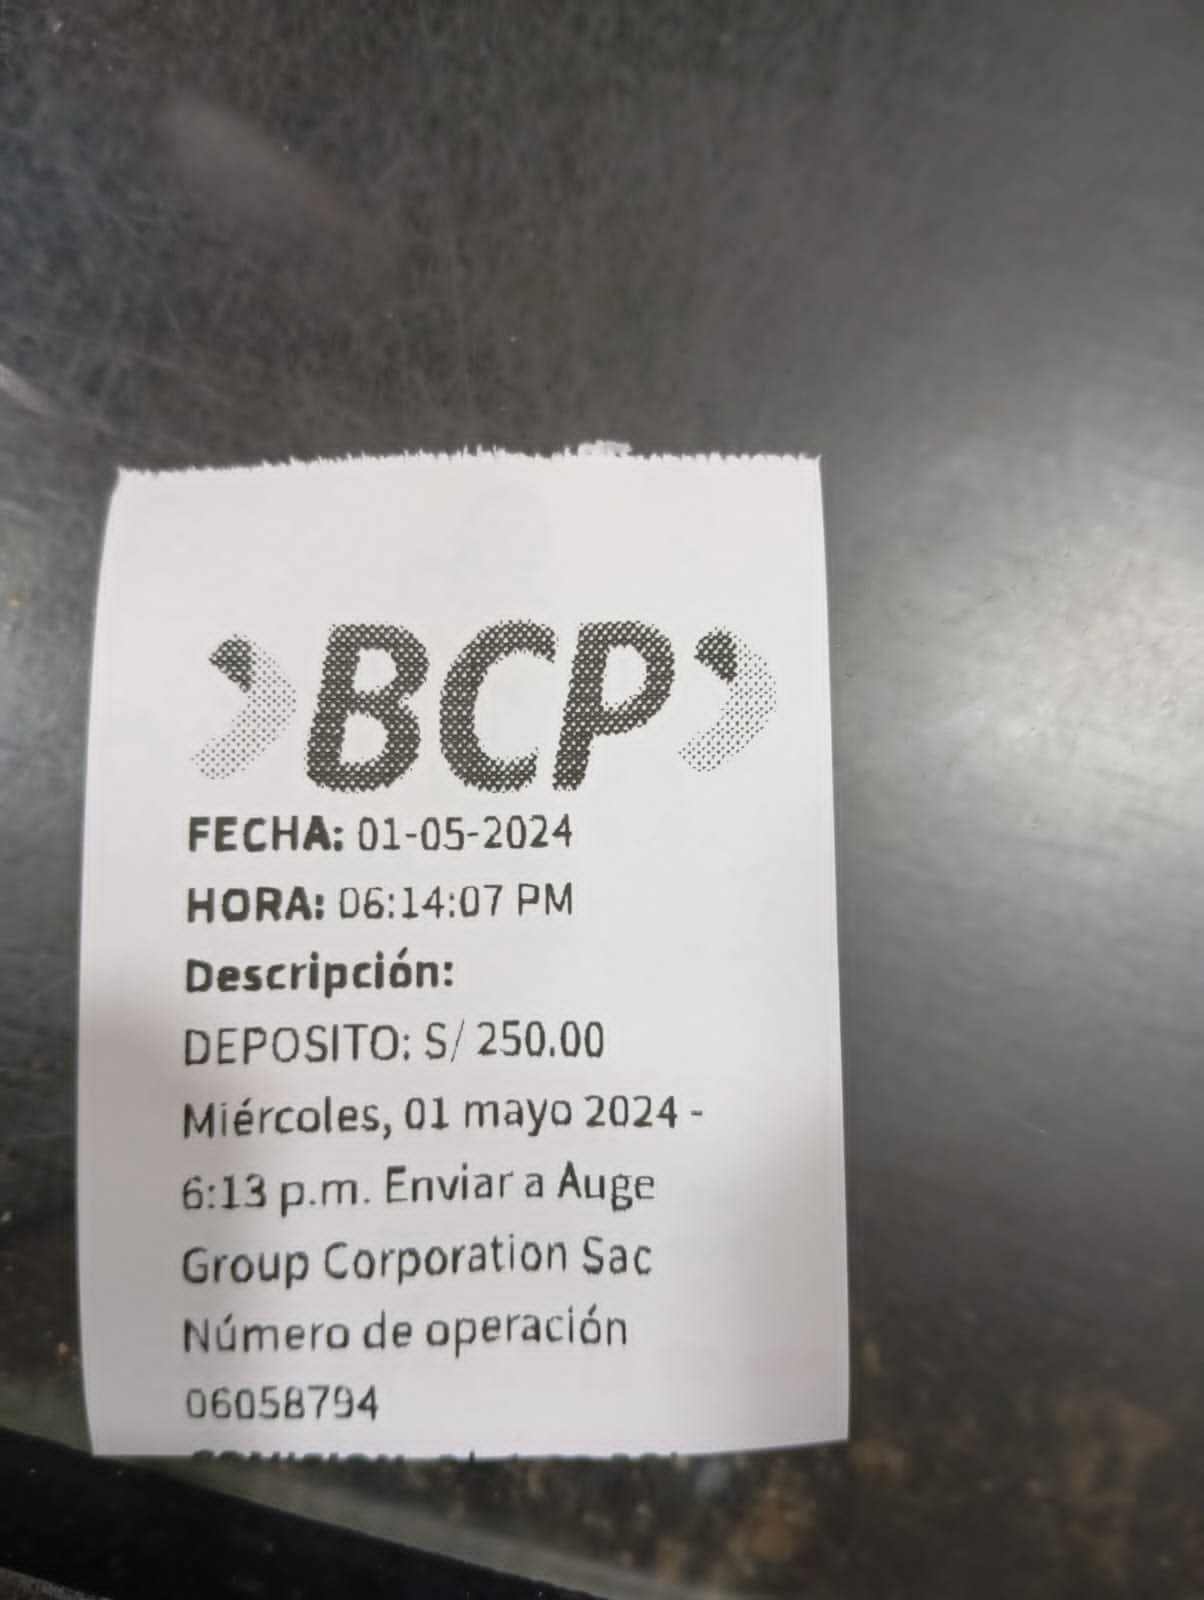 BCP
FECHA: 01-05-2024
HORA: 06:14:07 PM
Descripción:
DEPOSITO: S/ 250.00
Miércoles, 01 mayo 2024 -
6:13 p.m. Enviar a Auge
Group Corporation Sac
Número de operación
06058794